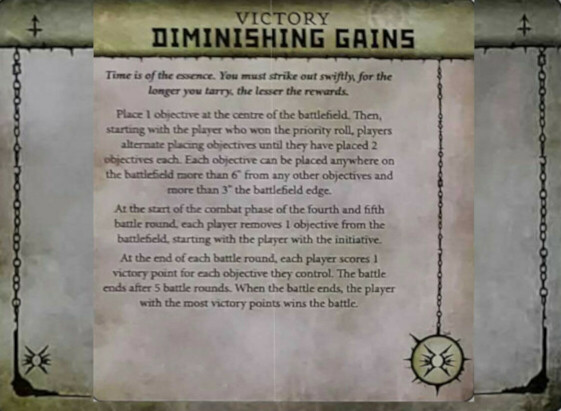 VICTORY
DIMINISHING GAINS
Time is of the essence. You must strike out swiftly, for the
longer you tarry, the lesser the rewards.
Place 1 objective at the centre of the battlefield. Then,
starting with the player who won the priority roll, players
alternate placing objectives until they have placed 2
objectives each. Each objective can be placed anywhere on
the battlefield more than 6" from any other objectives and
more than 3" the battlefield edge.
At the start of the combat phase of the fourth and fifth
battle round, each player removes 1 objective from the
battlefield, starting with the player with the initiative.
At the end of each battle round, each player scores 1
victory point for each objective they control. The battle
ends after 5 battle rounds. When the battle ends, the player
with the most victory points wins the battle.